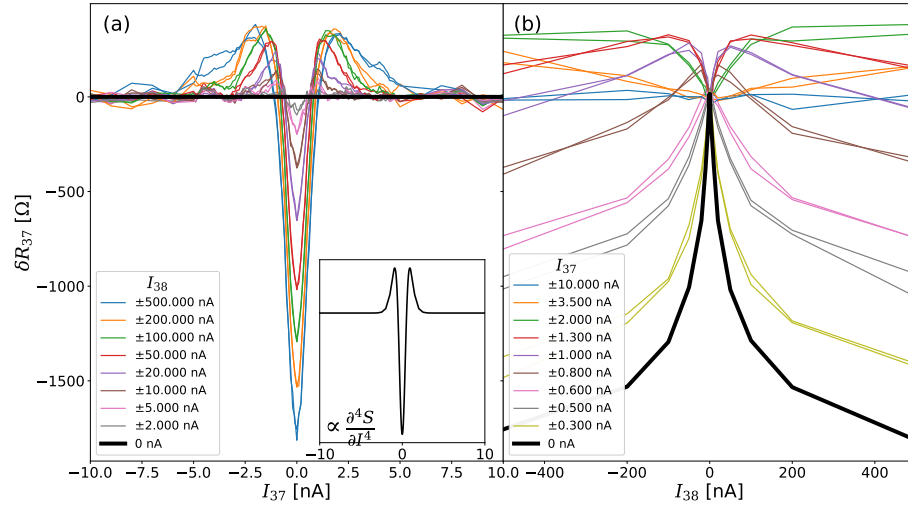 (a)
(b)
0
−500
−1000
−1500
δR37 [Ω]
I38
±500.000 nA
±200.000 nA
±100.000 nA
±50.000 nA
±20.000 nA
±10.000 nA
±5.000 nA
±2.000 nA
0 nA
∝ ∂⁴S/∂I⁴
−10 0 10
I37
±10.000 nA
±3.500 nA
±2.000 nA
±1.300 nA
±1.000 nA
±0.800 nA
±0.600 nA
±0.500 nA
±0.300 nA
0 nA
−10.0 −7.5 −5.0 −2.5 0.0 2.5 5.0 7.5 10.0
−400 −200 0 200 400
I37 [nA]
I38 [nA]